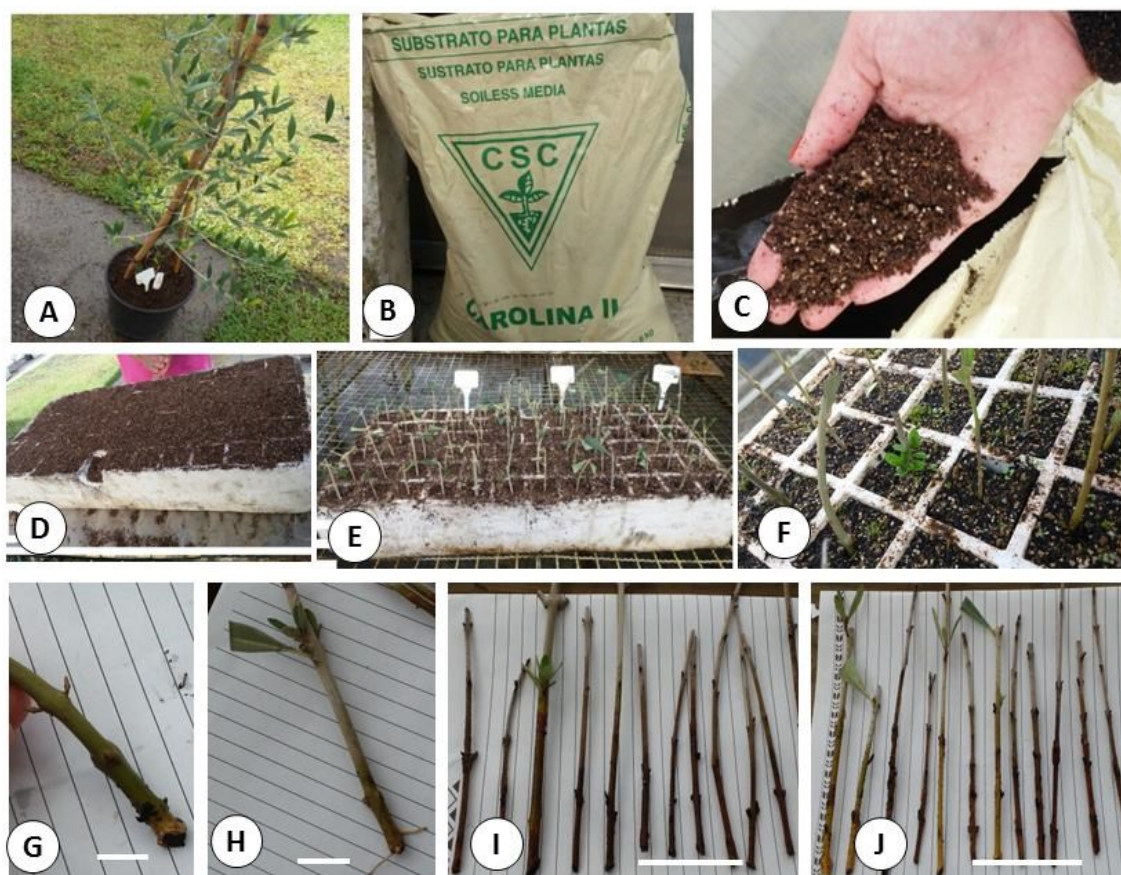 SUBSTRATO PARA PLANTAS
SUSTRATO PARA PLANTAS
SOILESS MEDIA
CSC
CAROLINA II
A
B
C
D
E
F
G
H
I
J